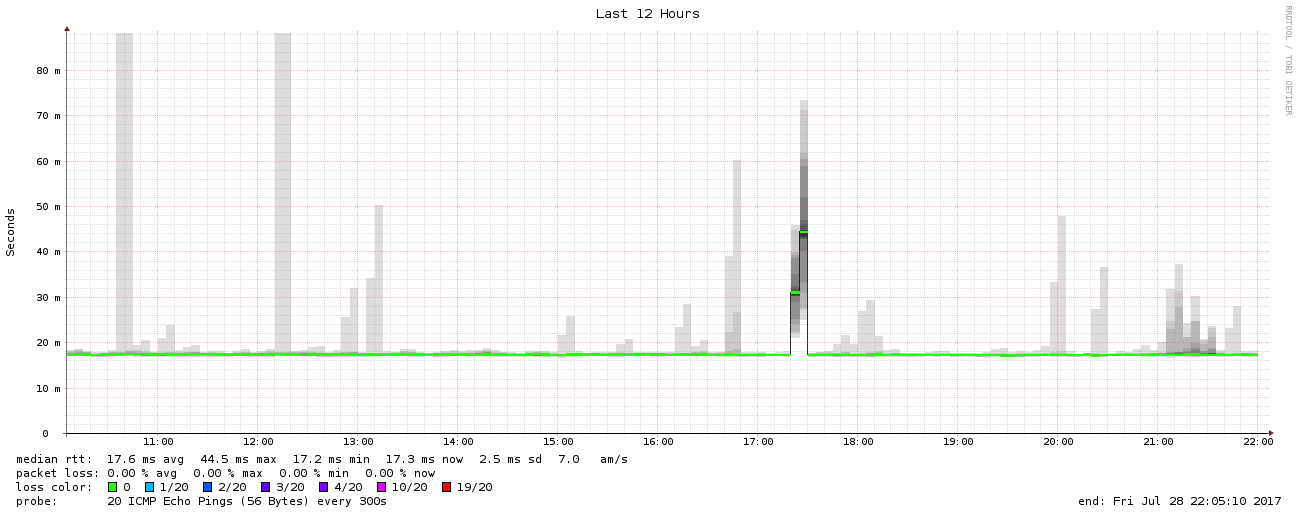 Last 12 Hours
RRDTOOL / TOBI OETIKER
Seconds
80 m
70 m
60 m
50 m
40 m
30 m
20 m
10 m
0
11:00 12:00 13:00 14:00 15:00 16:00 17:00 18:00 19:00 20:00 21:00 22:00
median rtt: 17.6 ms avg 44.5 ms max 17.2 ms min 17.3 ms now 2.5 ms sd 7.0 am/s
packet loss: 0.00 % avg 0.00 % max 0.00 % min 0.00 % now
loss color: 0 1/20 2/20 3/20 4/20 10/20 19/20
probe: 20 ICMP Echo Pings (56 Bytes) every 300s end: Fri Jul 28 22:05:10 2017